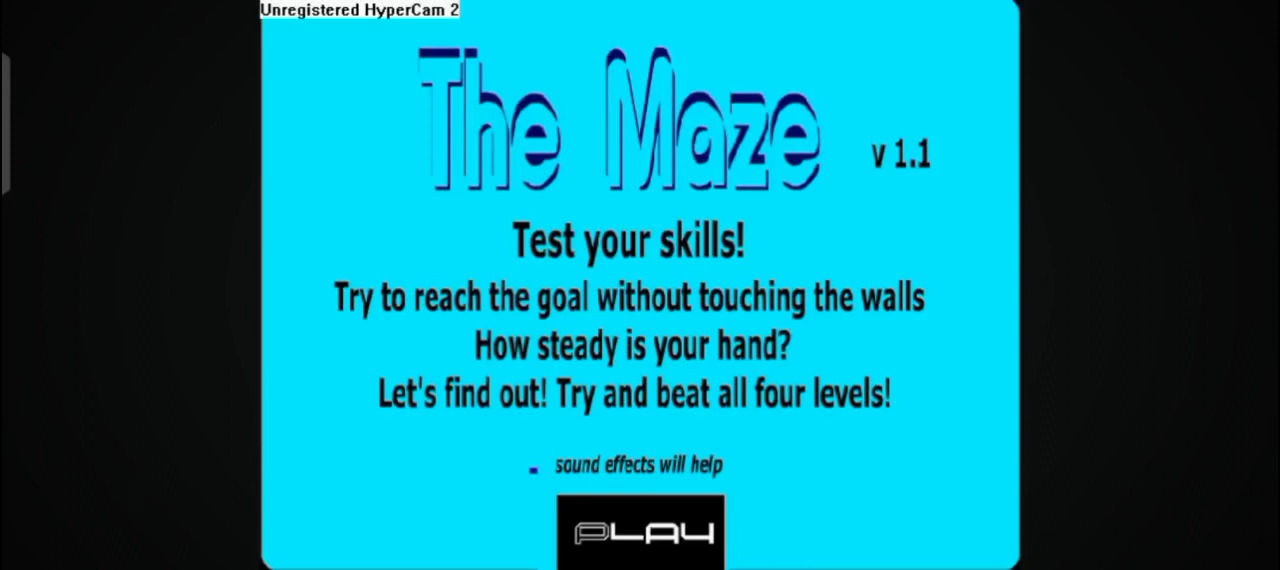 Unregistered HyperCam 2
The Maze
v 1.1
Test your skills!
Try to reach the goal without touching the walls
How steady is your hand?
Let's find out! Try and beat all four levels!
sound effects will help
PLAY